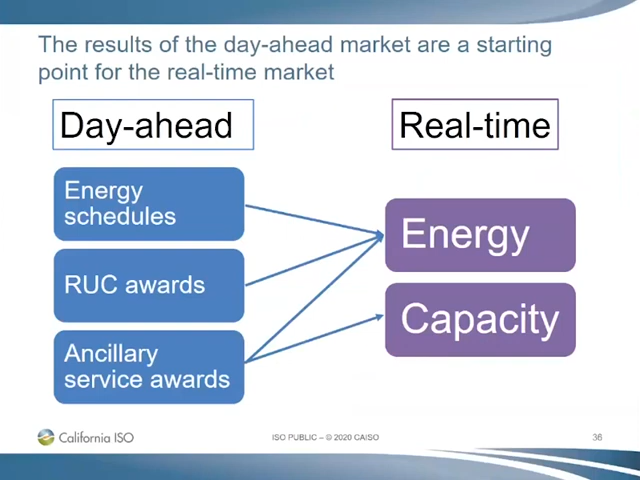 The results of the day-ahead market are a starting
point for the real-time market
Day-ahead
Real-time
Energy
schedules
RUC awards
Ancillary
service awards
Energy
Capacity
California ISO
ISO PUBLIC – © 2020 CAISO
36